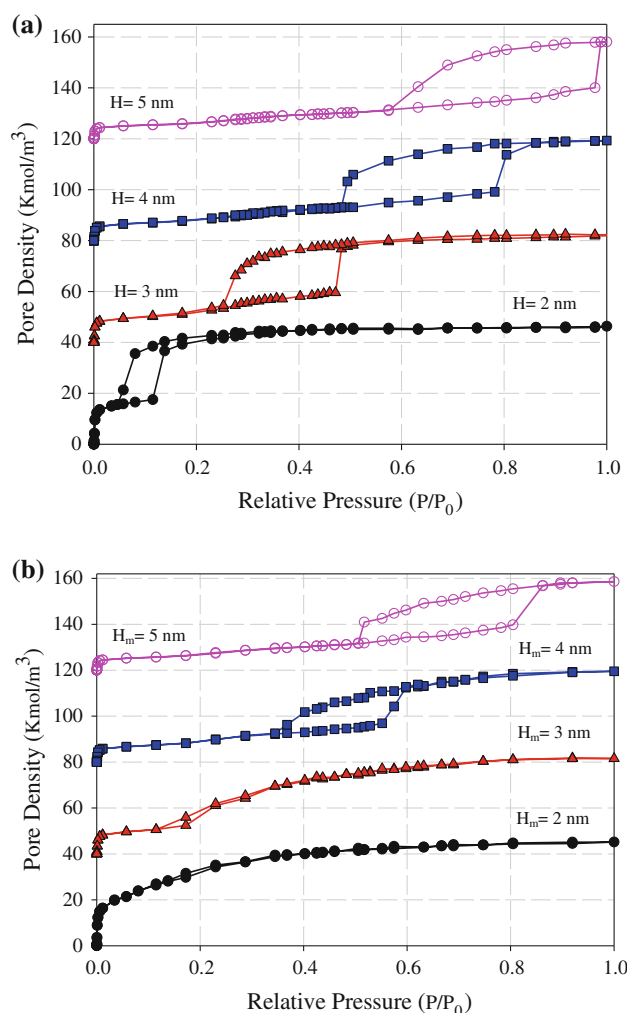 (a)
160
140
120
100
80
60
40
20
0
Pore Density (Kmol/m³)
H= 5 nm
H= 4 nm
H= 3 nm
H= 2 nm
0.0 0.2 0.4 0.6 0.8 1.0
Relative Pressure (P/P₀)
(b)
160
140
120
100
80
60
40
20
0
Pore Density (Kmol/m³)
Hₘ= 5 nm
Hₘ= 4 nm
Hₘ= 3 nm
Hₘ= 2 nm
0.0 0.2 0.4 0.6 0.8 1.0
Relative Pressure (P/P₀)